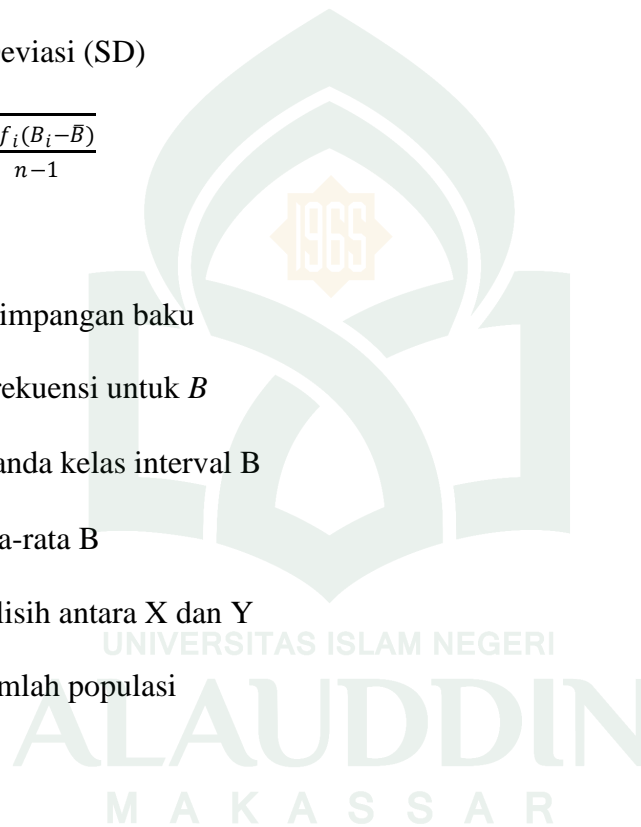 eviasi (SD)
f_i(B_i−B̄)
n−1
1965
impangan baku
rekuensi untuk B
anda kelas interval B
a-rata B
lisih antara X dan Y
UNIVERSITAS ISLAM NEGERI
mlah populasi
ALAUDDIN
MAKASSAR